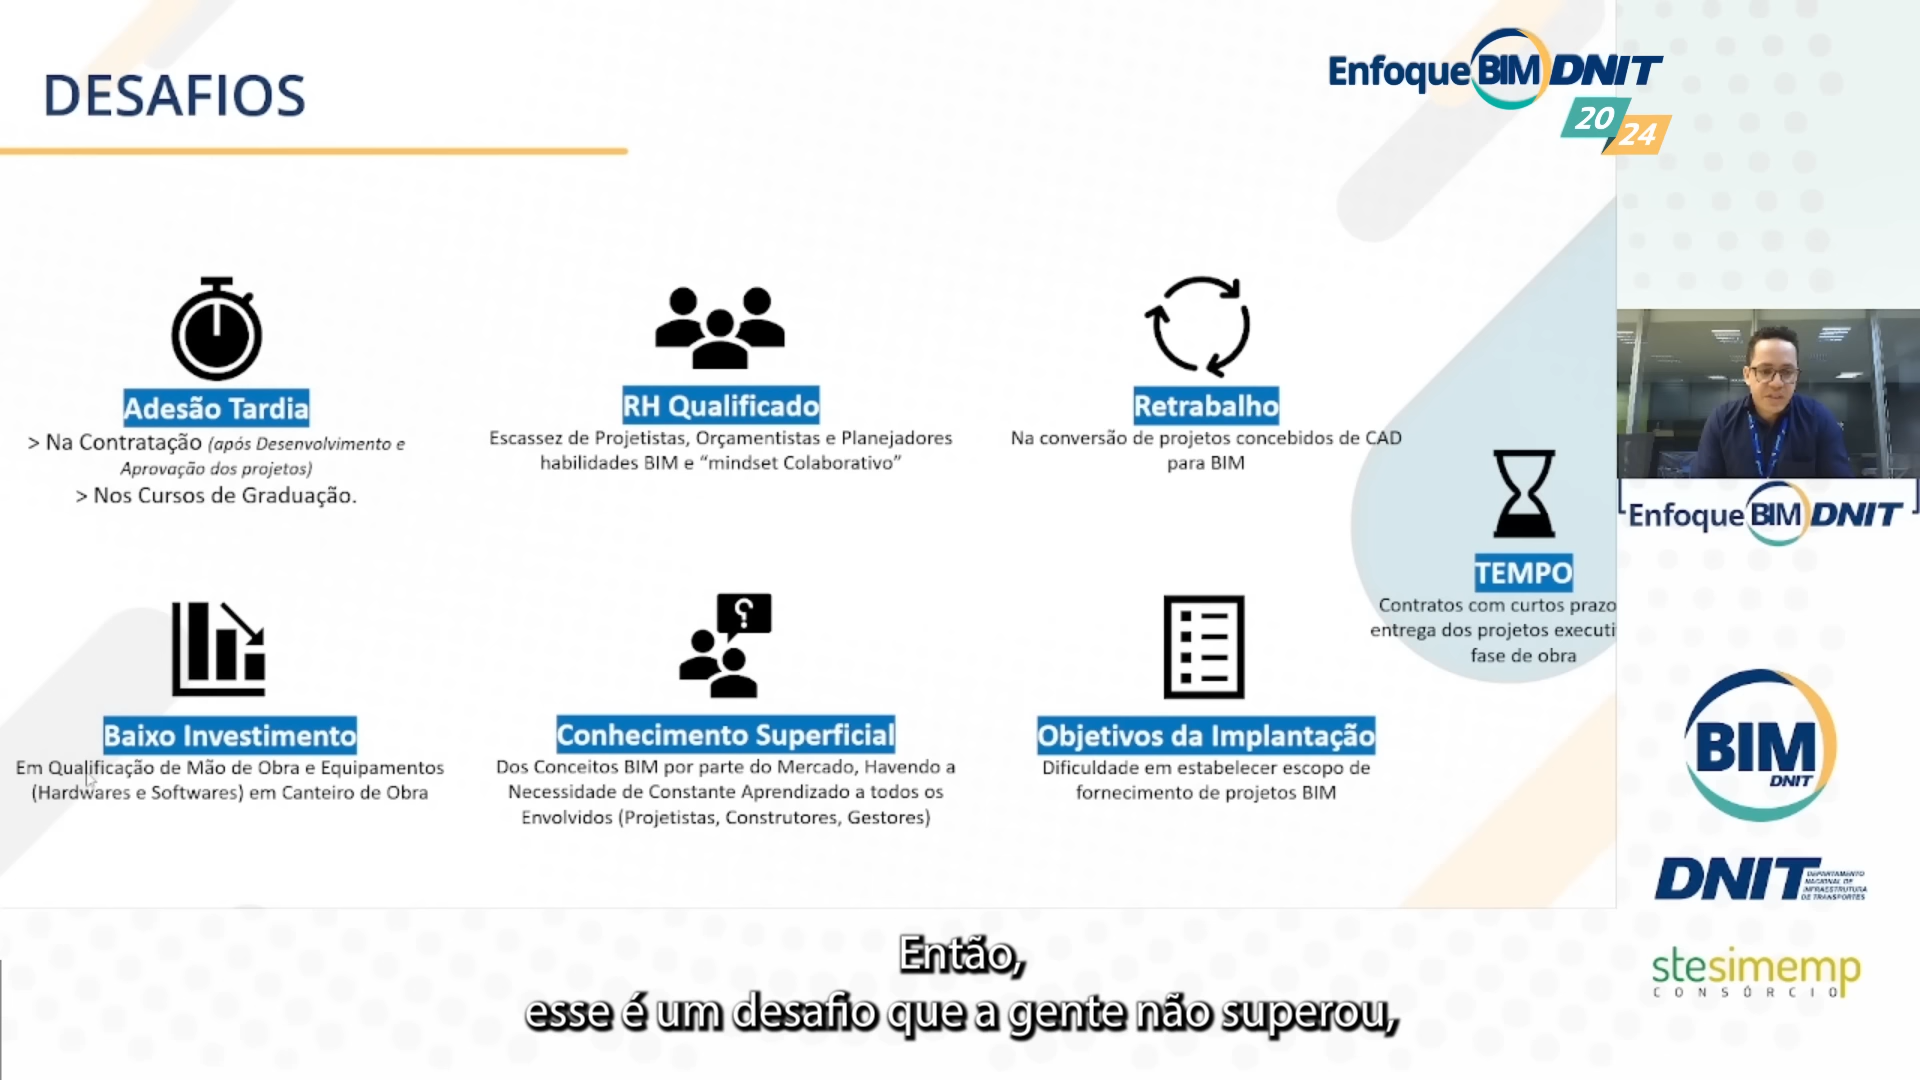 DESAFIOS
Enfoque BIM DNIT
20
24
Adesão Tardia
> Na Contratação (após Desenvolvimento e
Aprovação dos projetos)
> Nos Cursos de Graduação.
RH Qualificado
Escassez de Projetistas, Orçamentistas e Planejadores
habilidades BIM e “mindset Colaborativo”
Retrabalho
Na conversão de projetos concebidos de CAD
para BIM
TEMPO
Contratos com curtos prazo
entrega dos projetos executi
fase de obra
Baixo Investimento
Em Qualificação de Mão de Obra e Equipamentos
(Hardwares e Softwares) em Canteiro de Obra
Conhecimento Superficial
Dos Conceitos BIM por parte do Mercado, Havendo a
Necessidade de Constante Aprendizado a todos os
Envolvidos (Projetistas, Construtores, Gestores)
Objetivos da Implantação
Dificuldade em estabelecer escopo de
fornecimento de projetos BIM
Enfoque BIM DNIT
BIM
DNIT
DNIT
DEPARTAMENTO
NACIONAL DE
INFRAESTRUTURA
DE TRANSPORTES
stesimemp
CONSÓRCIO
Então,
esse é um desafio que a gente não superou,